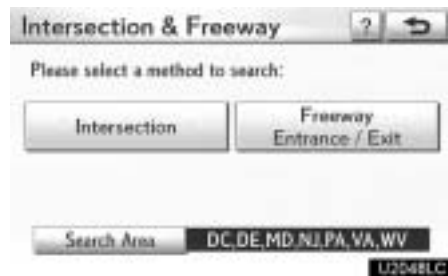 Intersection & Freeway ?
Please select a method to search:
Intersection
Freeway
Entrance / Exit
Search Area DC,DE,MD,NJ,PA,VA,WV
U2048LC